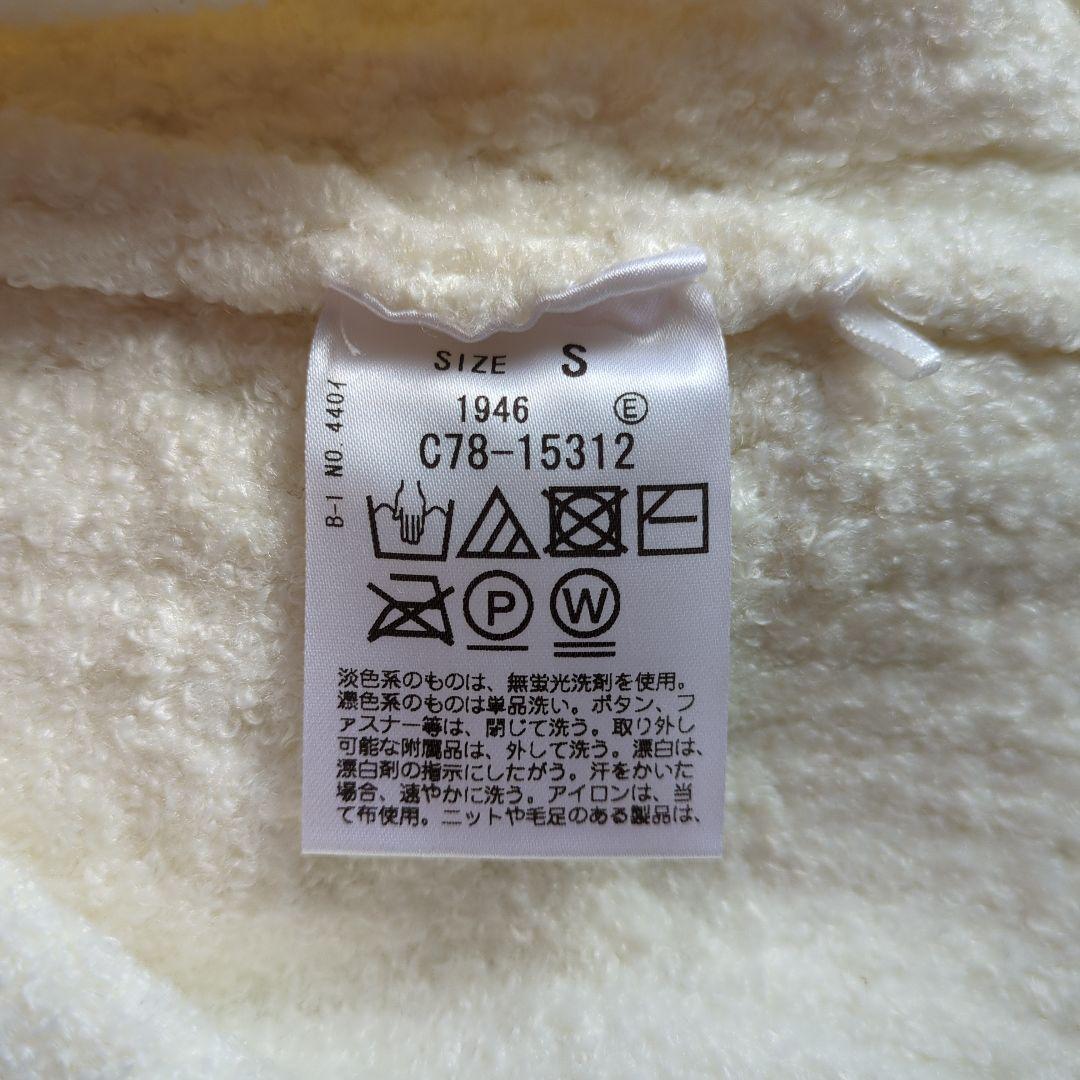 SIZE S
1946 Ⓔ
C78-15312
B-1 NO.4401
P W
淡色系のものは、無蛍光洗剤を使用。
濃色系のものは単品洗い。ボタン、フ
ァスナー等は、閉じて洗う。取り外し
可能な附属品は、外して洗う。漂白は、
漂白剤の指示にしたがう。汗をかいた
場合、速やかに洗う。アイロンは、当
て布使用。ニットや毛足のある製品は、